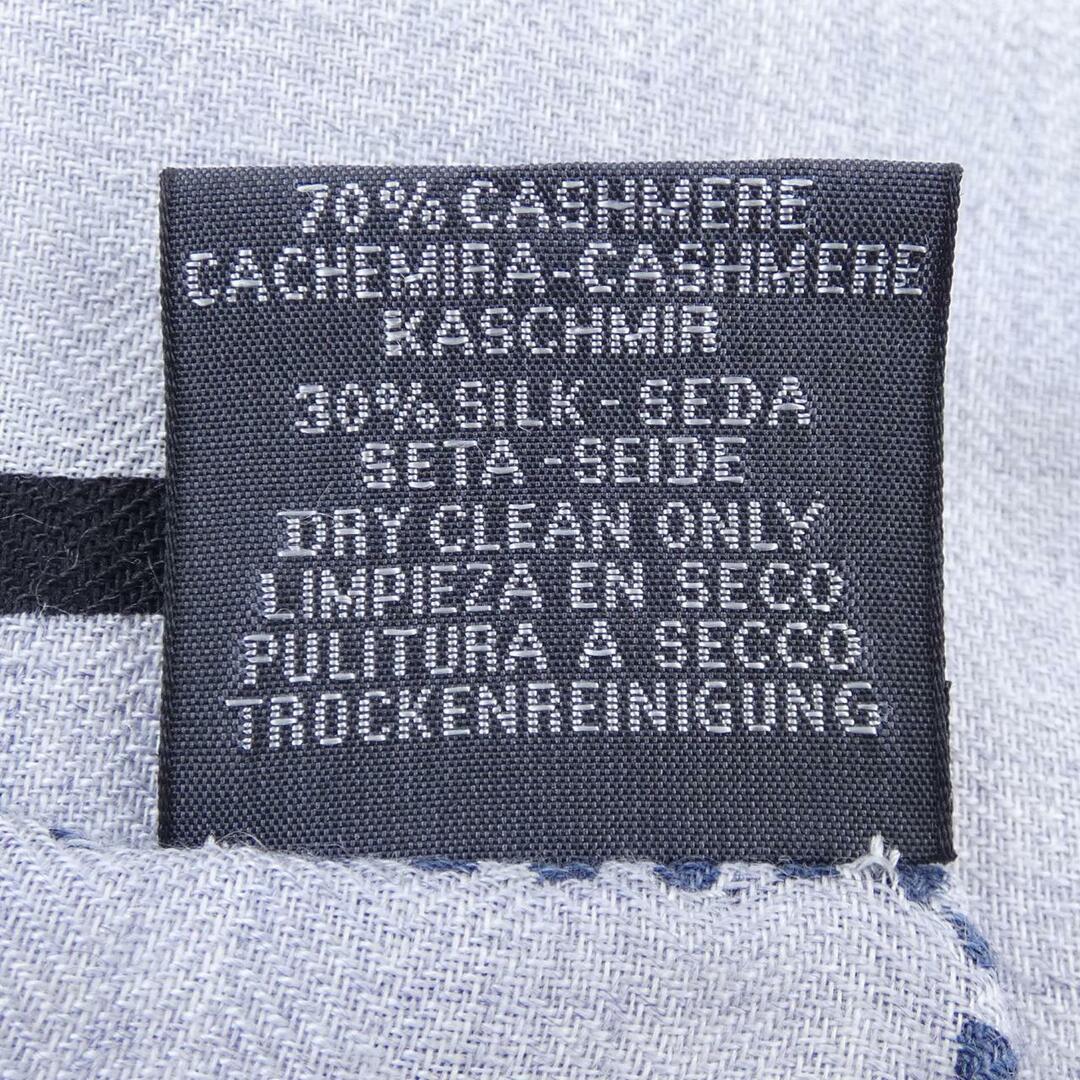 70% CASHMERE
CACHEMIRA-CASHMERE
KASCHMIR
30% SILK - SEDA
SETA - SEIDE
DRY CLEAN ONLY
LIMPIEZA EN SECO
PULITURA A SECCO
TROCKENREINIGUNG